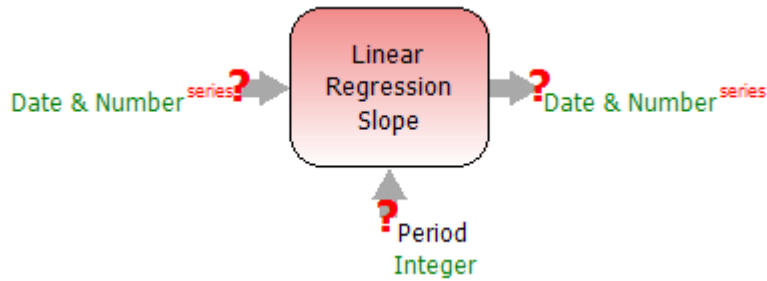 Linear
Regression
Slope
Date & Number series ?
? Date & Number series
? Period
Integer